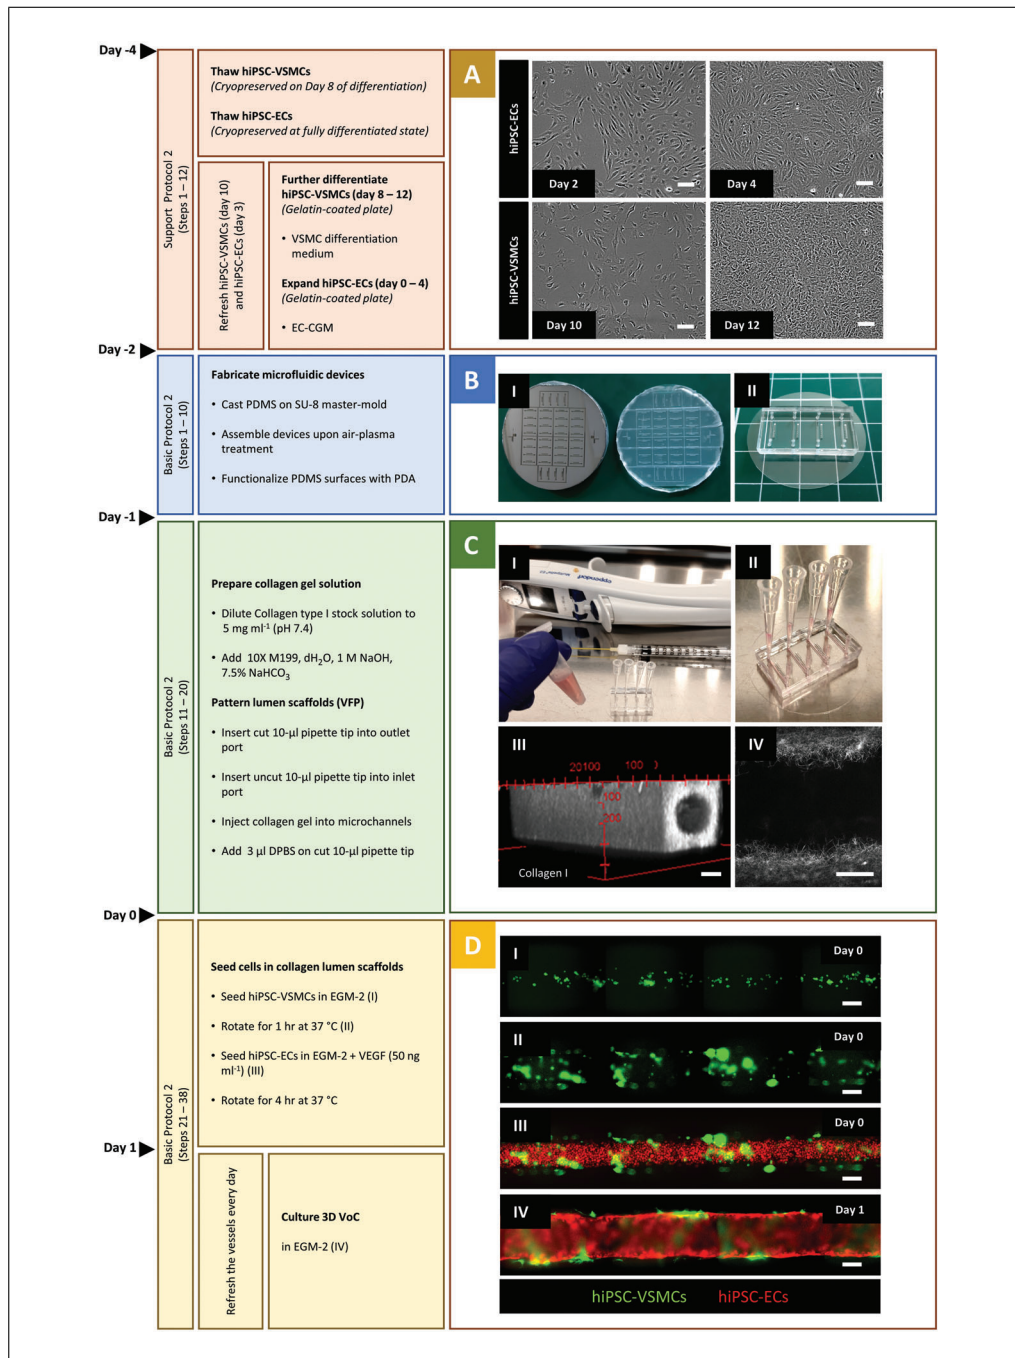 Day -4
Support Protocol 2
(Steps 1 – 12)
Thaw hiPSC-VSMCs
(Cryopreserved on Day 8 of differentiation)
Thaw hiPSC-ECs
(Cryopreserved at fully differentiated state)
Refresh hiPSC-VSMCs (day 10)
and hiPSC-ECs (day 3)
Further differentiate
hiPSC-VSMCs (day 8 – 12)
(Gelatin-coated plate)
• VSMC differentiation
medium
Expand hiPSC-ECs (day 0 – 4)
(Gelatin-coated plate)
• EC-CGM
A
hiPSC-ECs
Day 2
Day 4
hiPSC-VSMCs
Day 10
Day 12
Day -2
Basic Protocol 2
(Steps 1 – 10)
Fabricate microfluidic devices
• Cast PDMS on SU-8 master-mold
• Assemble devices upon air-plasma
treatment
• Functionalize PDMS surfaces with PDA
B
I
II
Day -1
Basic Protocol 2
(Steps 11 – 20)
Prepare collagen gel solution
• Dilute Collagen type I stock solution to
5 mg ml⁻¹ (pH 7.4)
• Add 10X M199, dH₂O, 1 M NaOH,
7.5% NaHCO₃
Pattern lumen scaffolds (VFP)
• Insert cut 10-µl pipette tip into outlet
port
• Insert uncut 10-µl pipette tip into inlet
port
• Inject collagen gel into microchannels
• Add 3 µl DPBS on cut 10-µl pipette tip
C
I
eppendorf
II
III
Collagen I
IV
Day 0
Basic Protocol 2
(Steps 21 – 38)
Seed cells in collagen lumen scaffolds
• Seed hiPSC-VSMCs in EGM-2 (I)
• Rotate for 1 hr at 37 °C (II)
• Seed hiPSC-ECs in EGM-2 + VEGF (50 ng
ml⁻¹) (III)
• Rotate for 4 hr at 37 °C
Day 1
Refresh the vessels every day
Culture 3D VoC
in EGM-2 (IV)
D
I
Day 0
II
Day 0
III
Day 0
IV
Day 1
hiPSC-VSMCs hiPSC-ECs